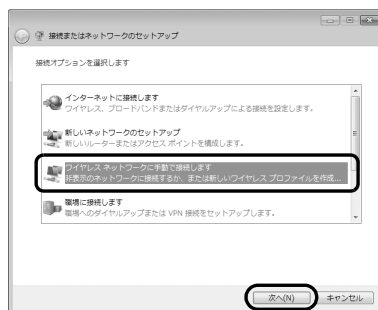 接続またはネットワークのセットアップ
接続オプションを選択します
インターネットに接続します
ワイヤレス、ブロードバンドまたはダイヤルアップによる接続を設定します。
新しいネットワークのセットアップ
新しいルーターまたはアクセス ポイントを構成します。
ワイヤレス ネットワークに手動で接続します
非表示のネットワークに接続するか、または新しいワイヤレス プロファイルを作成...
職場に接続します
職場へのダイヤルアップまたは VPN 接続をセットアップします。
次へ(N)
キャンセル